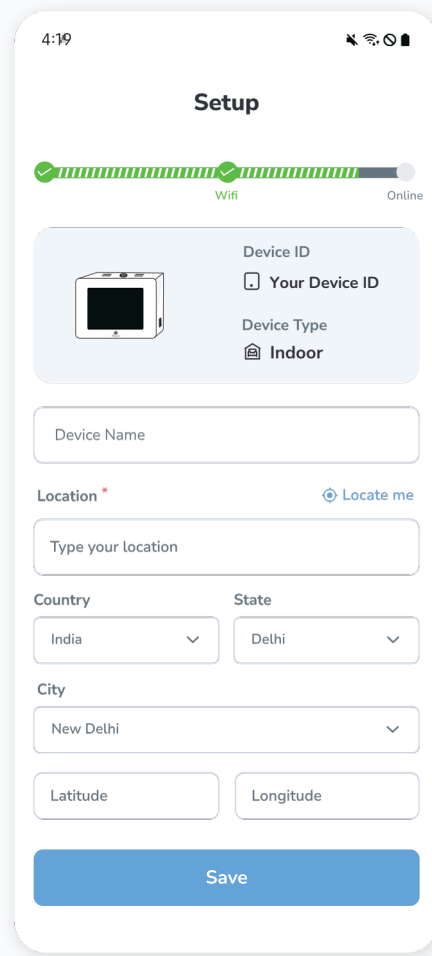 4:19
Setup
Wifi
Online
Device ID
Your Device ID
Device Type
Indoor
Device Name
Location *
Locate me
Type your location
Country
State
India
Delhi
City
New Delhi
Latitude
Longitude
Save